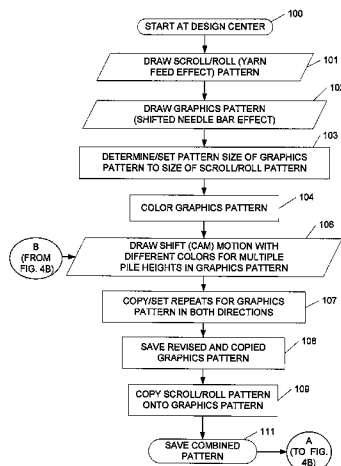 100
START AT DESIGN CENTER
DRAW SCROLL/ROLL (YARN
FEED EFFECT) PATTERN
101
102
DRAW GRAPHICS PATTERN
(SHIFTED NEEDLE BAR EFFECT)
103
DETERMINE/SET PATTERN SIZE OF GRAPHICS
PATTERN TO SIZE OF SCROLL/ROLL PATTERN
104
COLOR GRAPHICS PATTERN
106
B
(FROM
FIG. 4B)
DRAW SHIFT (CAM) MOTION WITH
DIFFERENT COLORS FOR MULTIPLE
PILE HEIGHTS IN GRAPHICS PATTERN
107
COPY/SET REPEATS FOR GRAPHICS
PATTERN IN BOTH DIRECTIONS
108
SAVE REVISED AND COPIED
GRAPHICS PATTERN
109
COPY SCROLL/ROLL PATTERN
ONTO GRAPHICS PATTERN
111
SAVE COMBINED
PATTERN
A
(TO FIG.
4B)